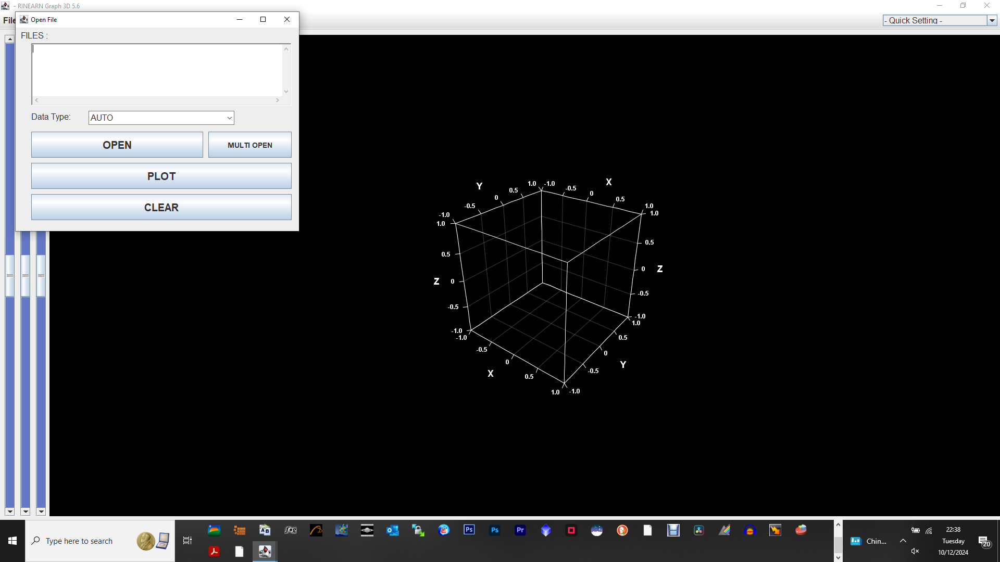 - RINEARN Graph 3D 5.6
File
- Quick Setting -
Open File
FILES :
Data Type:
AUTO
OPEN
MULTI OPEN
PLOT
CLEAR
Y
-1.0
-0.5
0
0.5
1.0
X
-1.0
-0.5
0
0.5
1.0
1.0
0.5
Z
0
-0.5
-1.0
1.0
0.5
0
Z
-0.5
-1.0
-1.0
-0.5
0
X
0.5
1.0
1.0
0.5
0
Y
-0.5
-1.0
Type here to search
A B
f*g
Ps
Ps
Pr
Chin...
22:38
Tuesday
10/12/2024
20